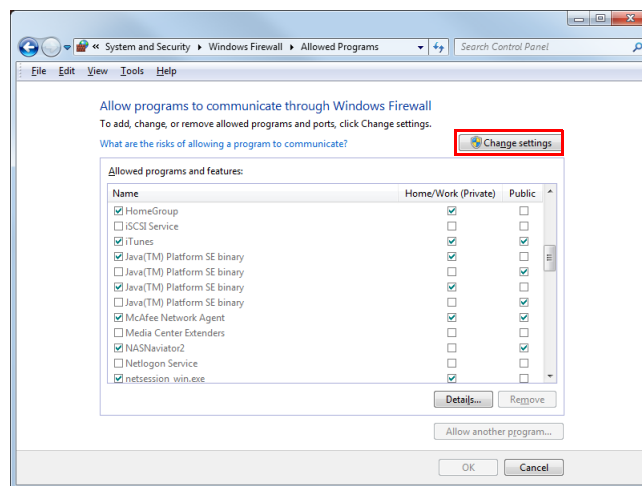 « System and Security ▸ Windows Firewall ▸ Allowed Programs
Search Control Panel
File Edit View Tools Help
Allow programs to communicate through Windows Firewall
To add, change, or remove allowed programs and ports, click Change settings.
What are the risks of allowing a program to communicate?
Change settings
Allowed programs and features:
Name Home/Work (Private) Public
HomeGroup
iSCSI Service
iTunes
Java(TM) Platform SE binary
Java(TM) Platform SE binary
Java(TM) Platform SE binary
Java(TM) Platform SE binary
McAfee Network Agent
Media Center Extenders
NASNaviator2
Netlogon Service
netsession_win.exe
Details... Remove
Allow another program...
OK Cancel